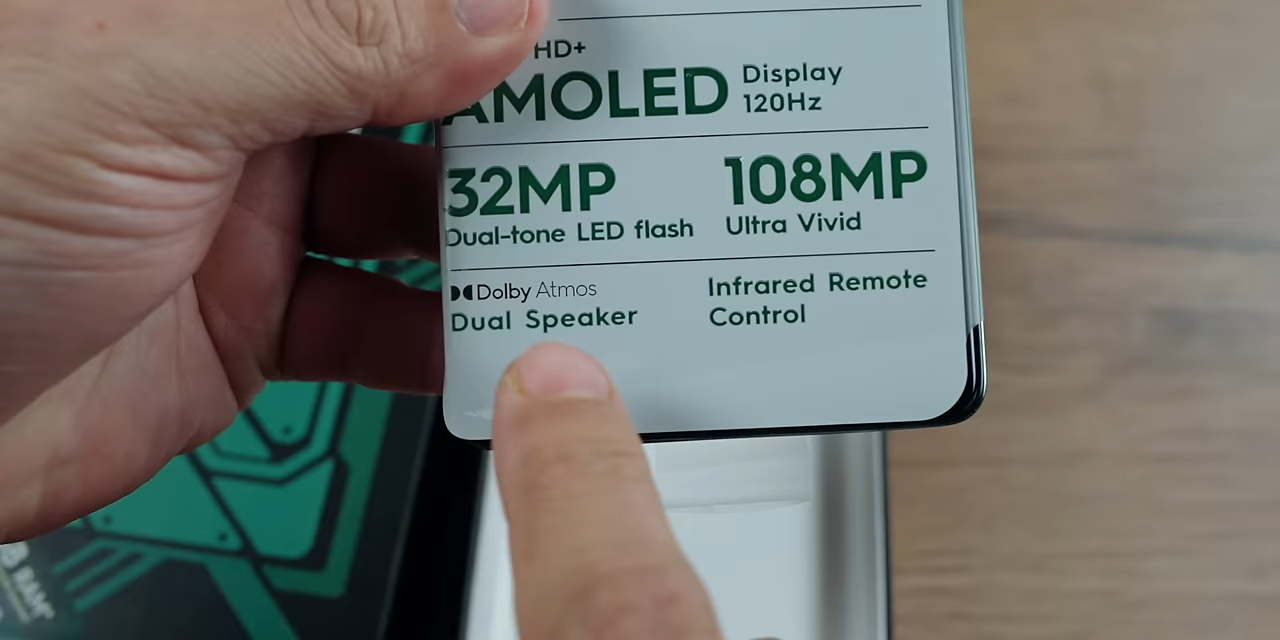 HD+
AMOLED
Display
120Hz
32MP
108MP
Dual-tone LED flash
Ultra Vivid
Dolby Atmos
Dual Speaker
Infrared Remote
Control
RAM